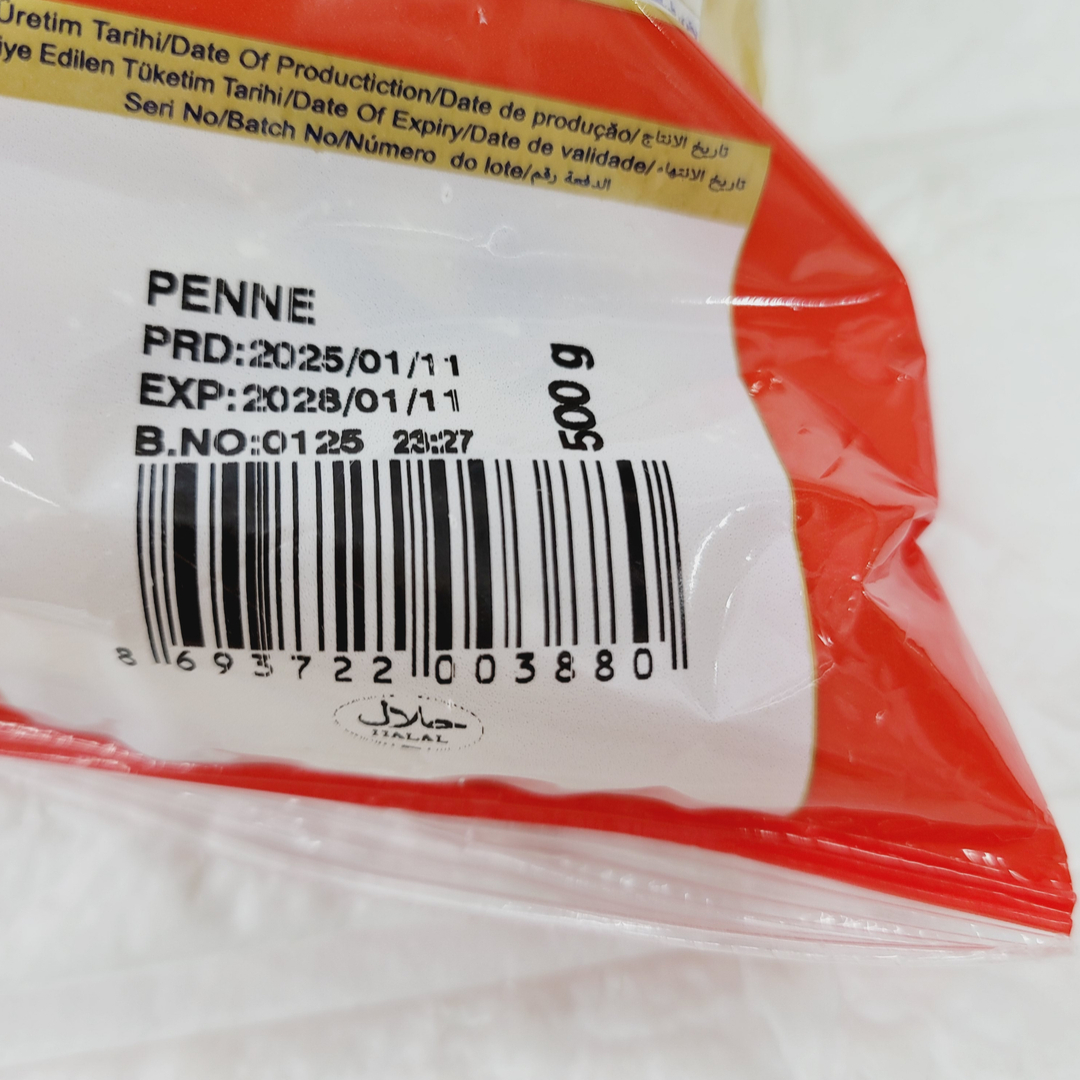 Üretim Tarihi/Date Of Productiction/Date de produção/تاريخ الانتاج
iye Edilen Tüketim Tarihi/Date Of Expiry/Date de validade/تاريخ الانتهاء
Seri No/Batch No/Número do lote/الدفعة رقم
PENNE
PRD:2025/01/11
EXP:2028/01/11
B.NO:0125 23:27
500 g
8 693722 003880
حلال
HALAL